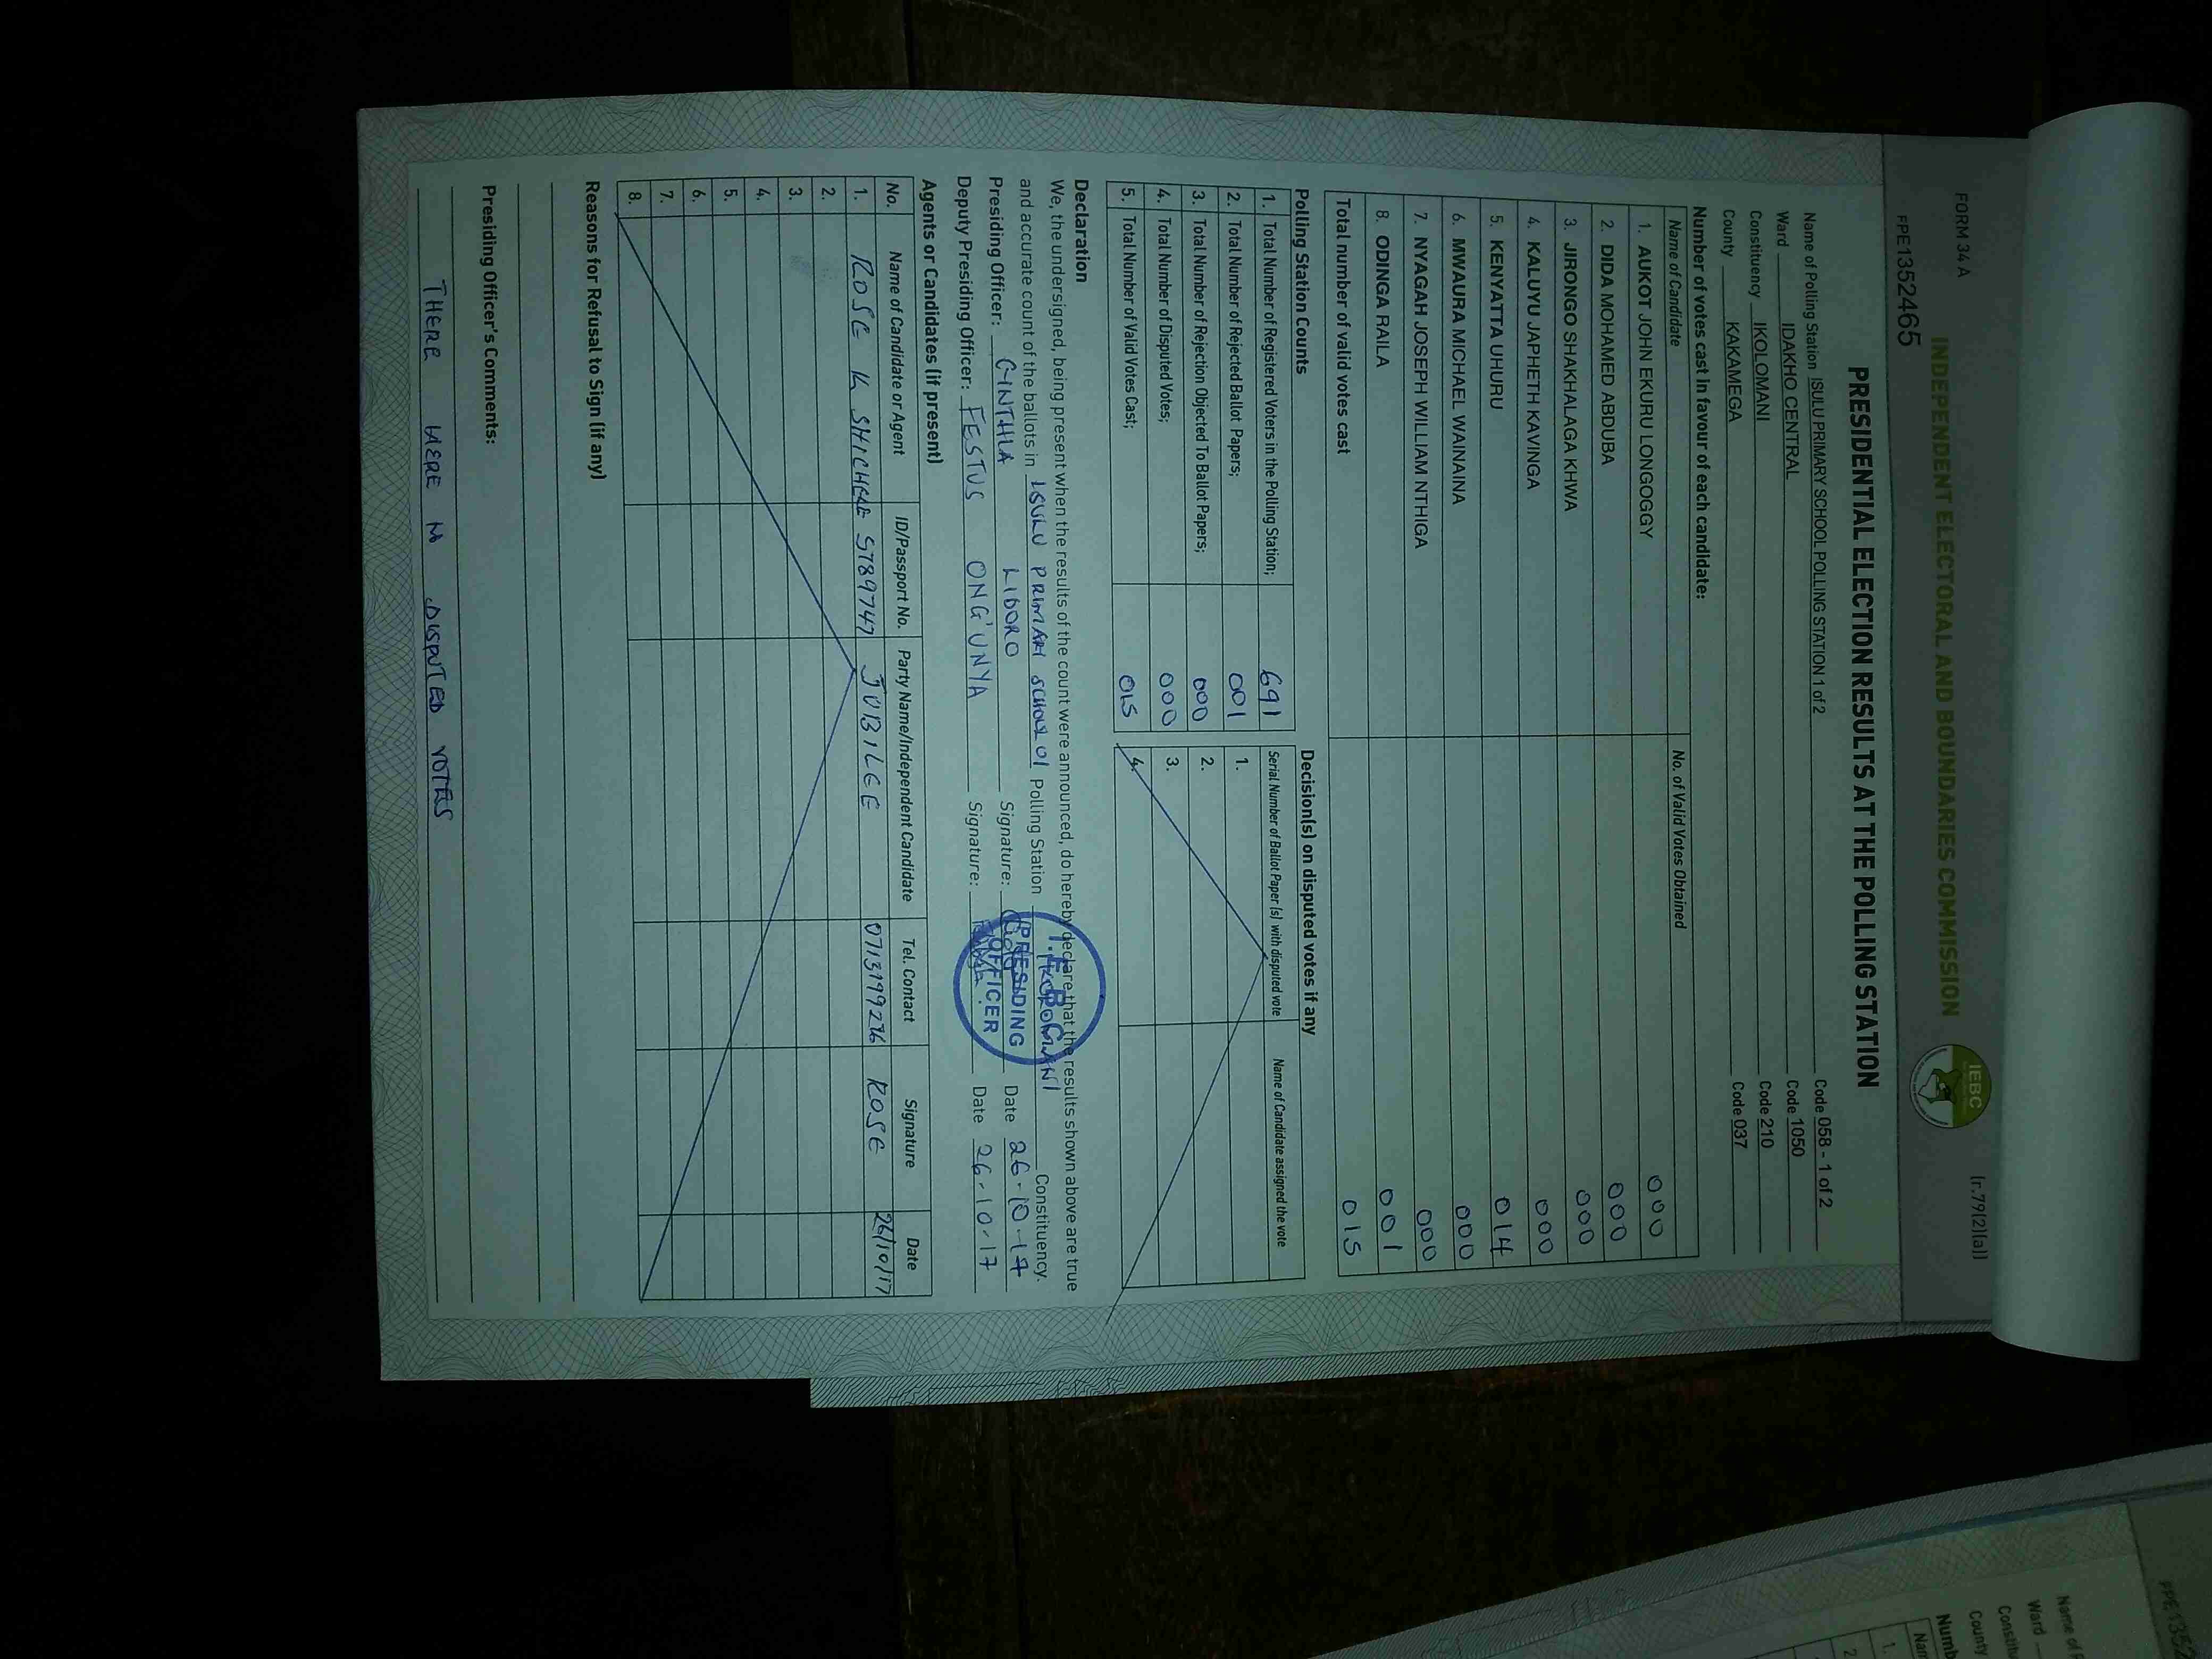 FORM 34A
[r.79(2)(a)]
INDEPENDENT ELECTORAL AND BOUNDARIES COMMISSION
IEBC
FPE1352465
PRESIDENTIAL ELECTION RESULTS AT THE POLLING STATION
Name of Polling Station ISULU PRIMARY SCHOOL POLLING STATION 1 of 2 Code 058 - 1 of 2
Ward IDAKHO CENTRAL Code 1050
Constituency IKOLOMANI Code 210
County KAKAMEGA Code 037
Number of votes cast in favour of each candidate:
Name of Candidate No. of Valid Votes Obtained
1. AUKOT JOHN EKURU LONGOGGY 000
2. DIDA MOHAMED ABDUBA 000
3. JIRONGO SHAKHALAGA KHWA 000
4. KALUYU JAPHETH KAVINGA 000
5. KENYATTA UHURU 014
6. MWAURA MICHAEL WAINAINA 000
7. NYAGAH JOSEPH WILLIAM NTHIGA 000
8. ODINGA RAILA 001
Total number of valid votes cast 015
Polling Station Counts
1. Total Number of Registered Voters in the Polling Station; 691
2. Total Number of Rejected Ballot Papers; 001
3. Total Number of Rejection Objected To Ballot Papers; 000
4. Total Number of Disputed Votes; 000
5. Total Number of Valid Votes Cast; 015
Decision(s) on disputed votes if any
Serial Number of Ballot Paper (s) with disputed vote Name of Candidate assigned the vote
1.
2.
3.
4.
Declaration
We, the undersigned, being present when the results of the count were announced, do hereby declare that the results shown above are true
and accurate count of the ballots in ISULU PRIMARY SCHOOL 01 Polling Station IKOLOMANI Constituency.
Presiding Officer: CINTHIA LIDORO Signature: Date 26-10-17
Deputy Presiding Officer: FESTUS ONG'UNYA Signature: Date 26-10-17
I.E.B.C
PRESIDING
OFFICER
Agents or Candidates (if present)
No. Name of Candidate or Agent ID/Passport No. Party Name/Independent Candidate Tel. Contact Signature Date
1. ROSE K 5789747 JUBILEE ROSE 26/10/17
2.
3.
4.
5.
6.
7.
8.
Reasons for Refusal to Sign (if any)
Presiding Officer's Comments:
THERE WERE NO DISPUTED VOTES
FPE1352
Ward
County